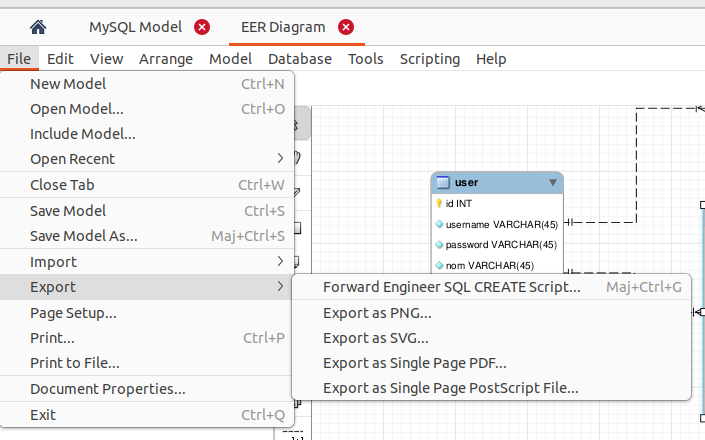 MySQL Model EER Diagram
File Edit View Arrange Model Database Tools Scripting Help
New Model Ctrl+N
Open Model... Ctrl+O
Include Model...
Open Recent
Close Tab Ctrl+W
Save Model Ctrl+S
Save Model As... Maj+Ctrl+S
Import
Export
Page Setup...
Print... Ctrl+P
Print to File...
Document Properties...
Exit Ctrl+Q
Forward Engineer SQL CREATE Script... Maj+Ctrl+G
Export as PNG...
Export as SVG...
Export as Single Page PDF...
Export as Single Page PostScript File...
user
id INT
username VARCHAR(45)
password VARCHAR(45)
nom VARCHAR(45)